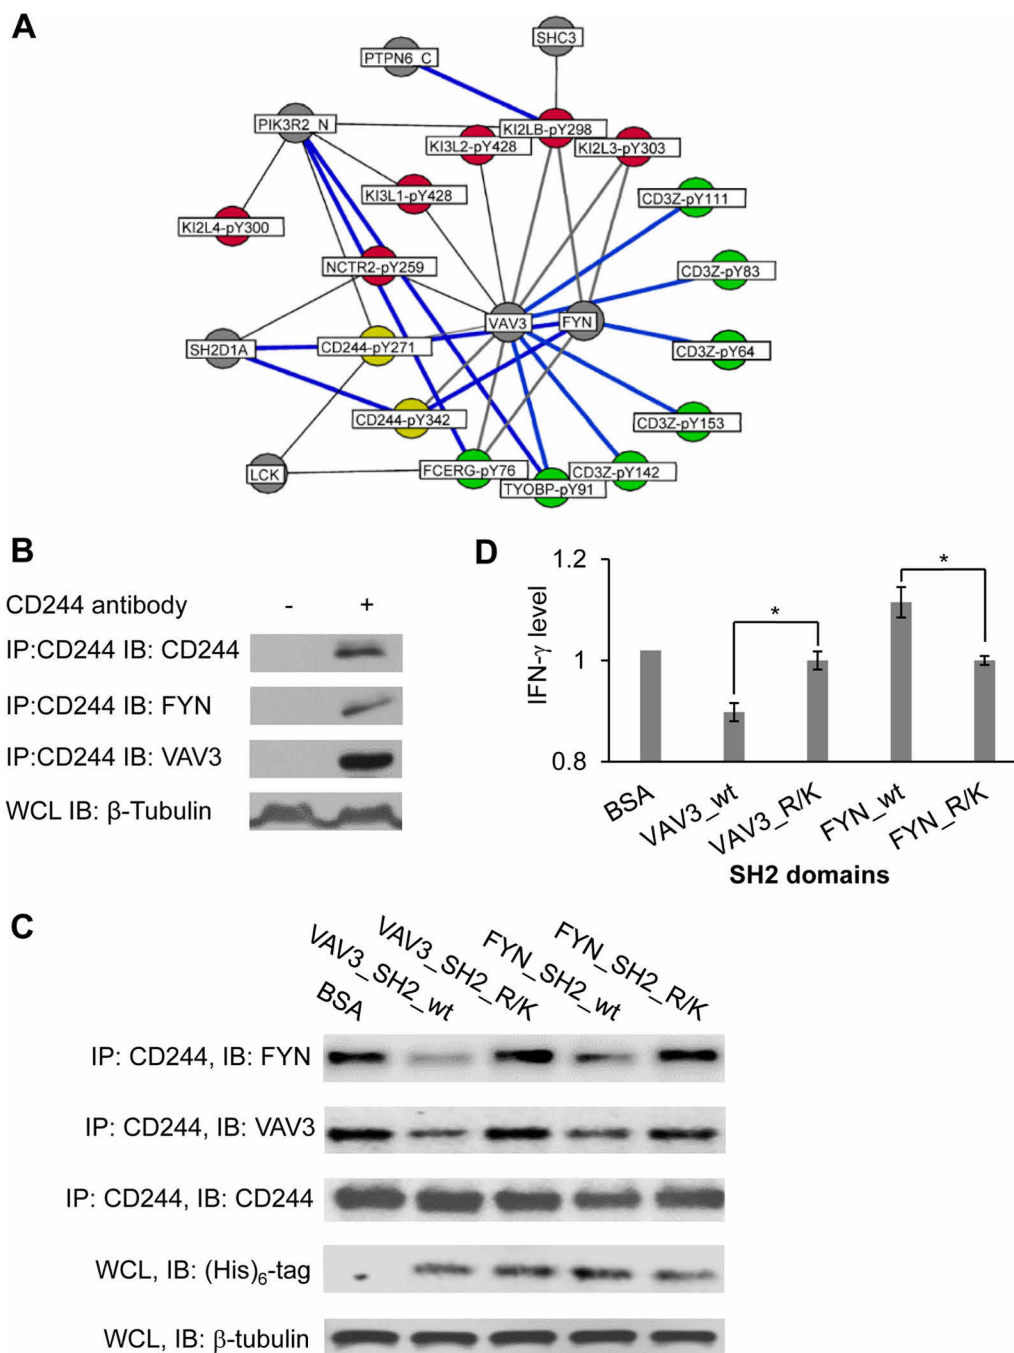 A
SHC3
PTPN6_C
PIK3R2_N
KI2LB-pY298
KI3L2-pY428
KI2L3-pY303
KI3L1-pY428
CD3Z-pY111
KI2L4-pY300
NCTR2-pY259
CD3Z-pY83
VAV3
FYN
SH2D1A
CD244-pY271
CD3Z-pY64
CD244-pY342
CD3Z-pY153
LCK
FCERG-pY76
CD3Z-pY142
TYOBP-pY91
B
CD244 antibody - +
IP:CD244 IB: CD244
IP:CD244 IB: FYN
IP:CD244 IB: VAV3
WCL IB: β-Tubulin
D
1.2
1
0.8
IFN-γ level
*
*
BSA
VAV3_wt
VAV3_R/K
FYN_wt
FYN_R/K
SH2 domains
C
BSA
VAV3_SH2_wt
VAV3_SH2_R/K
FYN_SH2_wt
FYN_SH2_R/K
IP: CD244, IB: FYN
IP: CD244, IB: VAV3
IP: CD244, IB: CD244
WCL, IB: (His)₆-tag
WCL, IB: β-tubulin